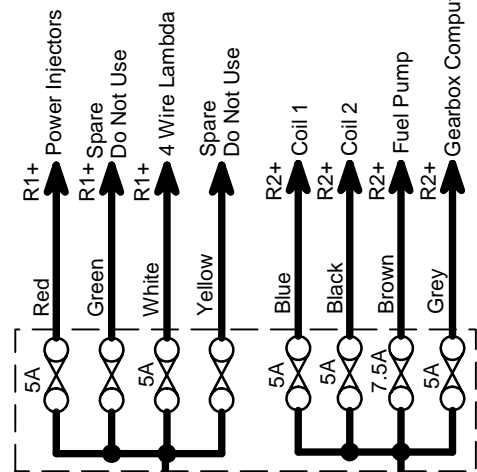 Power Injectors
Spare
Do Not Use
4 Wire Lambda
Spare
Do Not Use
Coil 1
Coil 2
Fuel Pump
Gearbox
R1+
R1+
R1+
R2+
R2+
R2+
R2+
Red
Green
White
Yellow
Blue
Black
Brown
Grey
5A
5A
5A
5A
7.5A
5A